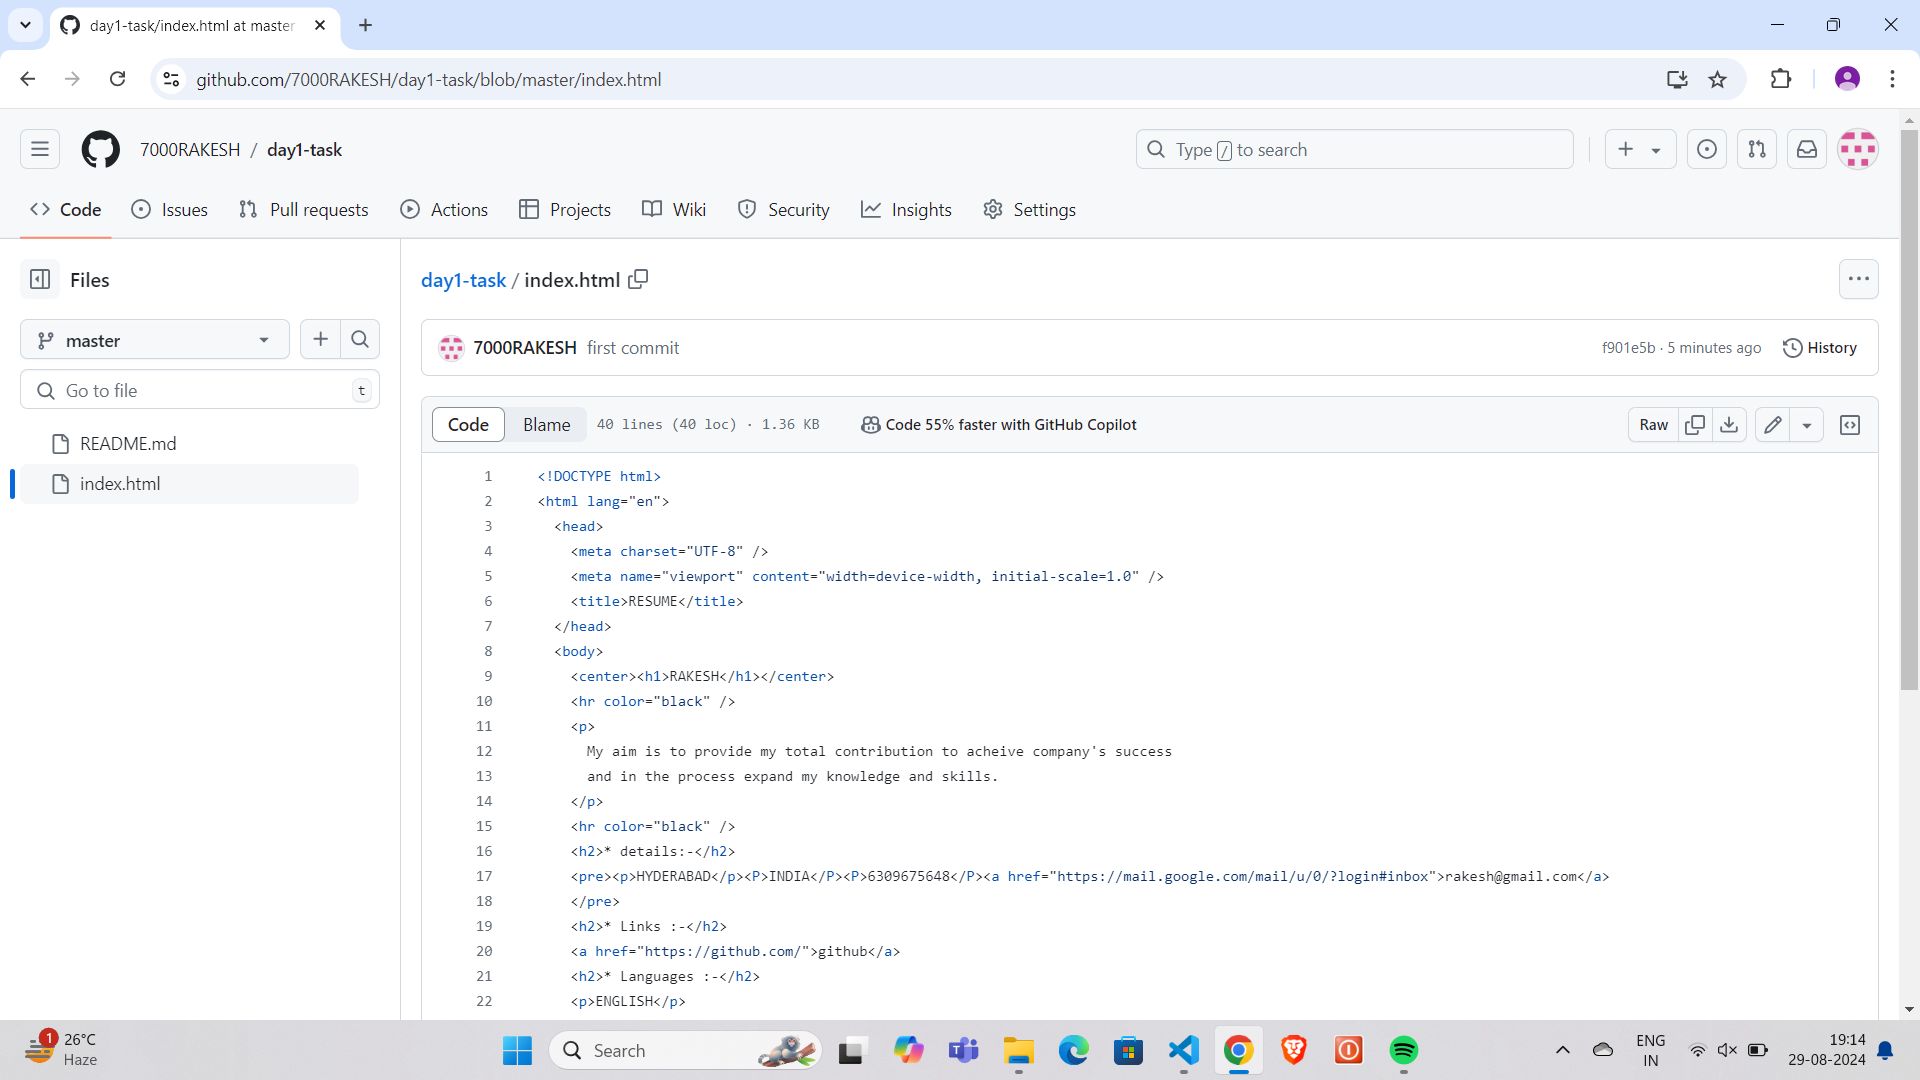 day1-task/index.html at master
github.com/7000RAKESH/day1-task/blob/master/index.html
7000RAKESH / day1-task
Type / to search
Code Issues Pull requests Actions Projects Wiki Security Insights Settings
Files
master
Go to file t
README.md
index.html
day1-task / index.html
7000RAKESH first commit f901e5b · 5 minutes ago History
Code Blame 40 lines (40 loc) · 1.36 KB Code 55% faster with GitHub Copilot Raw
1 <!DOCTYPE html>
2 <html lang="en">
3 <head>
4 <meta charset="UTF-8" />
5 <meta name="viewport" content="width=device-width, initial-scale=1.0" />
6 <title>RESUME</title>
7 </head>
8 <body>
9 <center><h1>RAKESH</h1></center>
10 <hr color="black" />
11 <p>
12 My aim is to provide my total contribution to acheive company's success
13 and in the process expand my knowledge and skills.
14 </p>
15 <hr color="black" />
16 <h2>* details:-</h2>
17 <pre><p>HYDERABAD</p><P>INDIA</P><P>6309675648</P><a href="https://mail.google.com/mail/u/0/?login#inbox">rakesh@gmail.com</a>
18 </pre>
19 <h2>* Links :-</h2>
20 <a href="https://github.com/">github</a>
21 <h2>* Languages :-</h2>
22 <p>ENGLISH</p>
1 26°C
Haze
Search
ENG
IN
19:14
29-08-2024